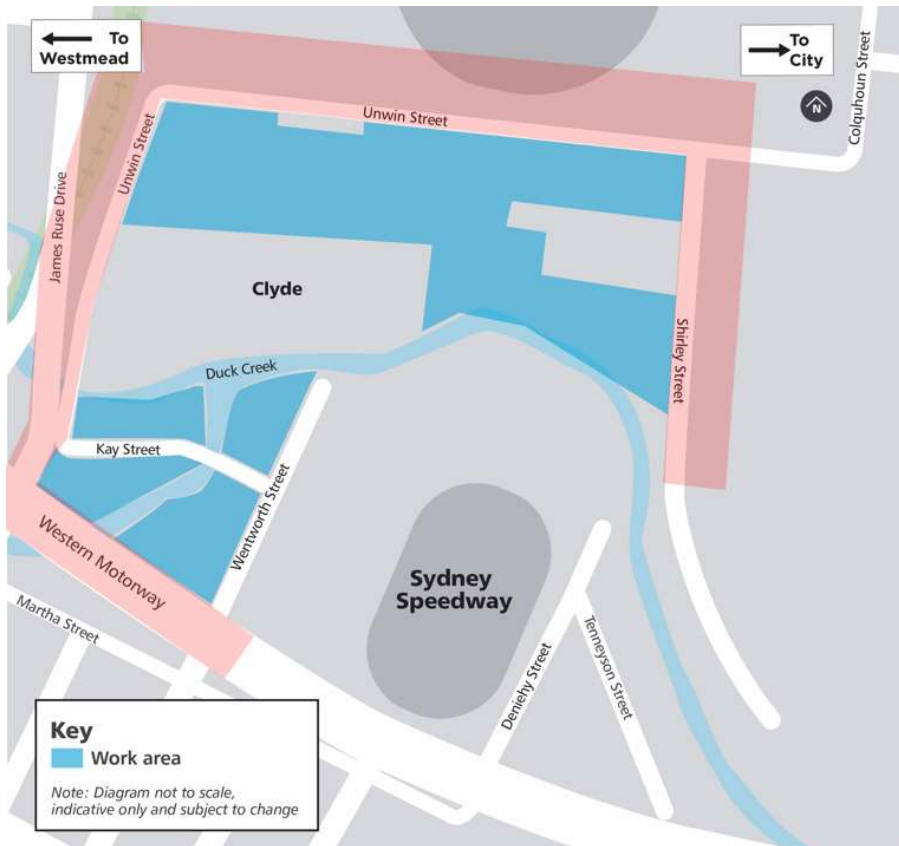 To
Westmead
To
City
N
Colquhoun Street
Unwin Street
Unwin Street
James Ruse Drive
Clyde
Shirley Street
Duck Creek
Kay Street
Wentworth Street
Western Motorway
Sydney
Speedway
Martha Street
Deniehy Street
Tenneyson Street
Key
Work area
Note: Diagram not to scale,
indicative only and subject to change